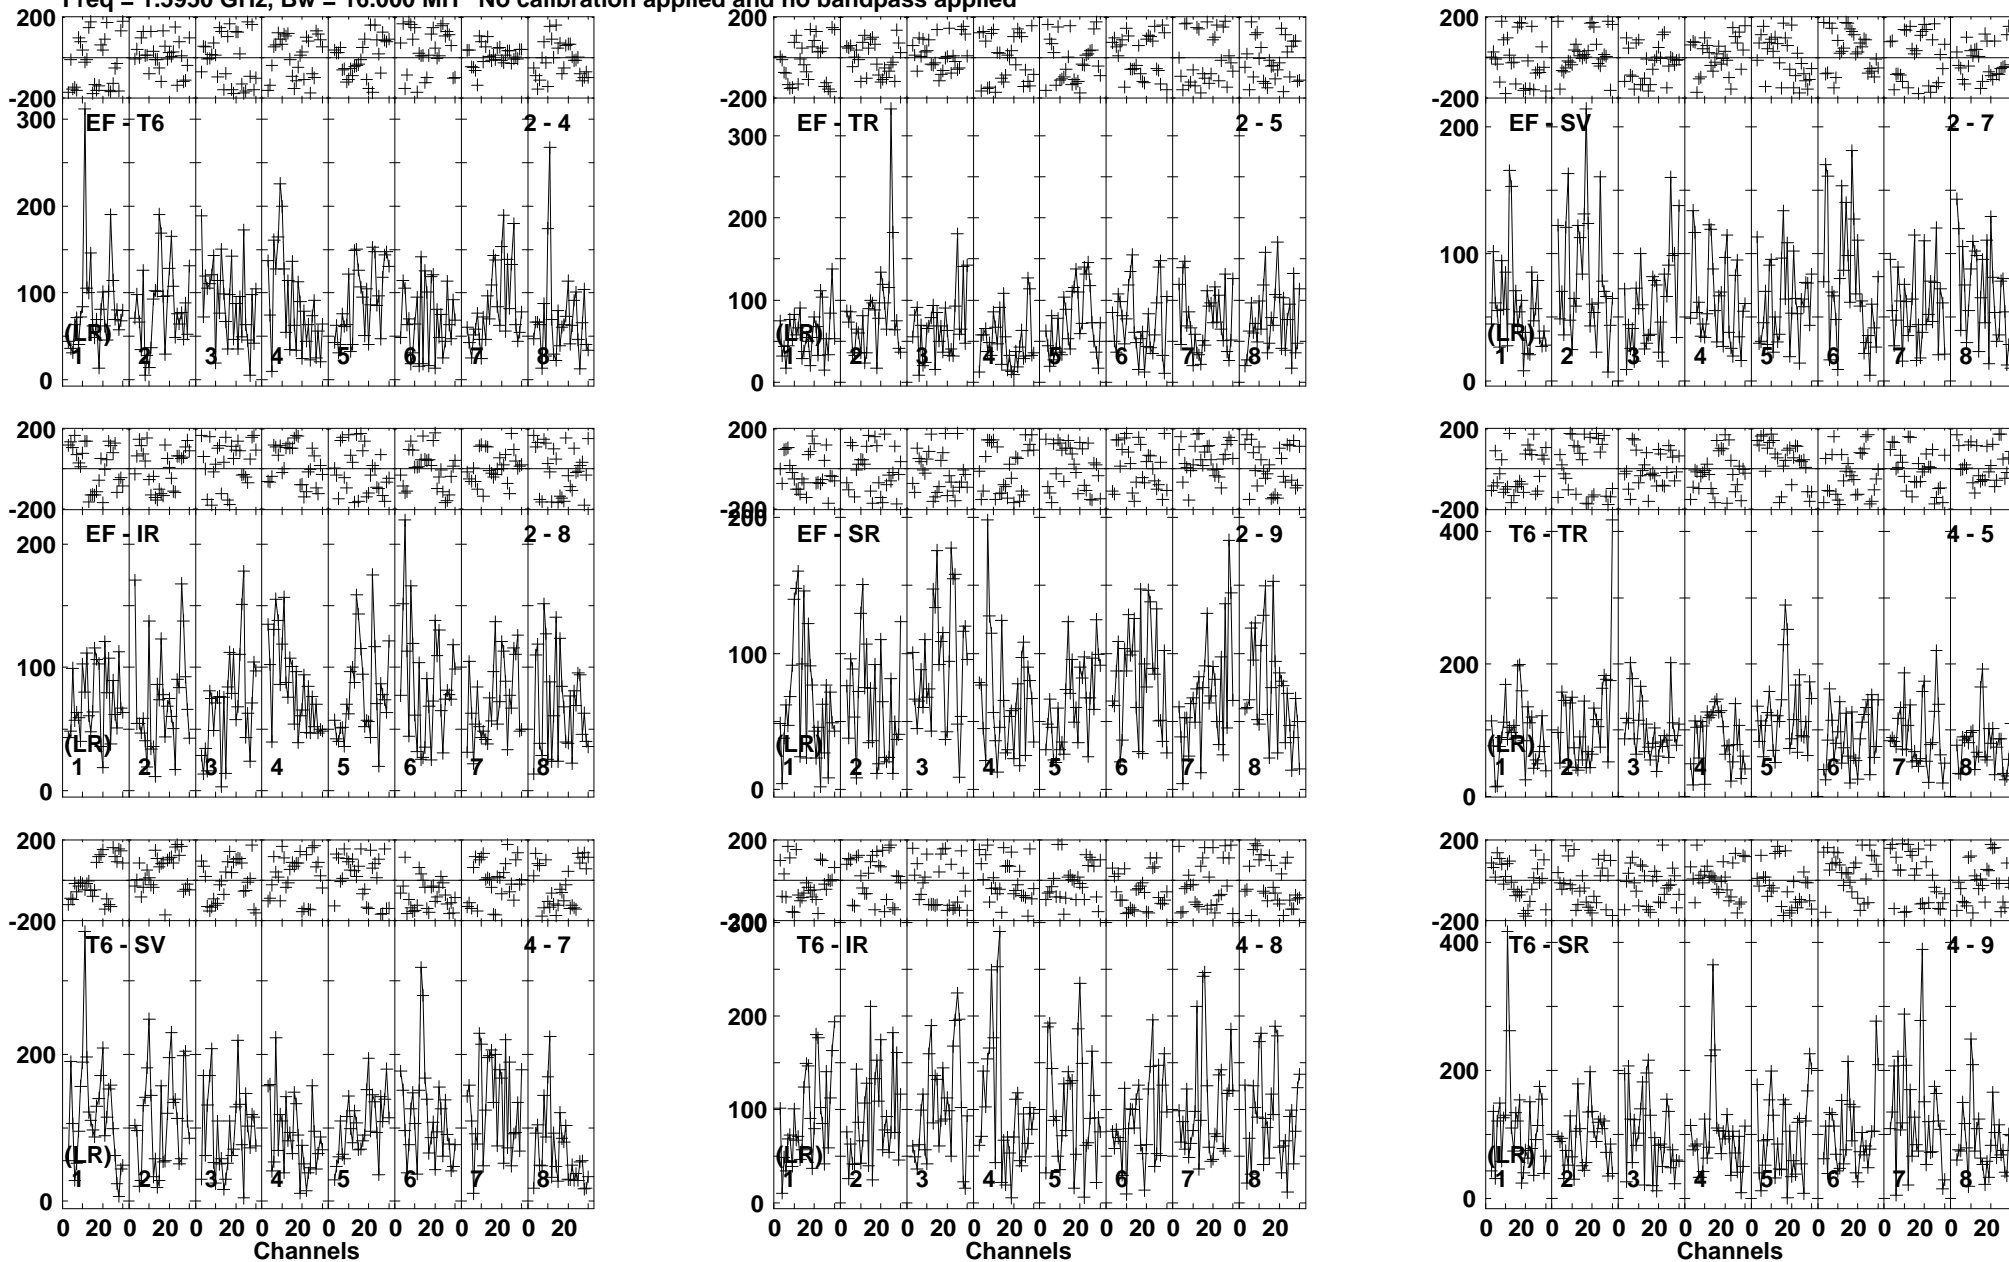 Freq = 1.5950 GHz, Bw = 16.000 MH No calibration applied and no bandpass applied
200
-200
EF - T6 2 - 4
300
200
100
0
(LR)
1 2 3 4 5 6 7 8
200
-200
EF - TR 2 - 5
300
200
100
0
(LR)
1 2 3 4 5 6 7 8
200
-200
EF - SV 2 - 7
200
100
0
(LR)
1 2 3 4 5 6 7 8
200
-200
EF - IR 2 - 8
200
100
0
(LR)
1 2 3 4 5 6 7 8
200
-200
EF - SR 2 - 9
200
100
0
(LR)
1 2 3 4 5 6 7 8
200
-200
T6 - TR 4 - 5
400
200
0
(LR)
1 2 3 4 5 6 7 8
200
-200
T6 - SV 4 - 7
200
0
(LR)
1 2 3 4 5 6 7 8
0 20 0 20 0 20 0 20 0 20 0 20 0 20 0 20
Channels
200
-200
T6 - IR 4 - 8
300
200
100
0
(LR)
1 2 3 4 5 6 7 8
0 20 0 20 0 20 0 20 0 20 0 20 0 20 0 20
Channels
200
-200
T6 - SR 4 - 9
400
200
0
(LR)
1 2 3 4 5 6 7 8
0 20 0 20 0 20 0 20 0 20 0 20 0 20 0 20
Channels